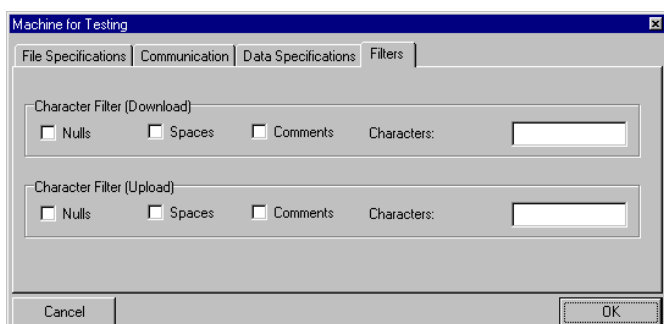 Machine for Testing
File Specifications Communication Data Specifications Filters
Character Filter (Download)
Nulls Spaces Comments Characters:
Character Filter (Upload)
Nulls Spaces Comments Characters:
Cancel OK